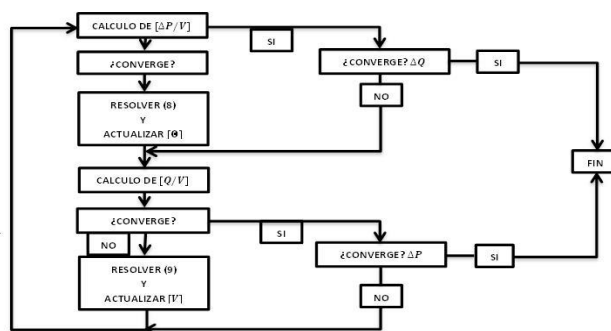 CALCULO DE [ΔP/V]
SI
¿CONVERGE?
¿CONVERGE? ΔQ
SI
NO
RESOLVER (8)
Y
ACTUALIZAR [Θ]
FIN
CALCULO DE [Q/V]
¿CONVERGE?
NO
SI
¿CONVERGE? ΔP
SI
NO
RESOLVER (9)
Y
ACTUALIZAR [V]